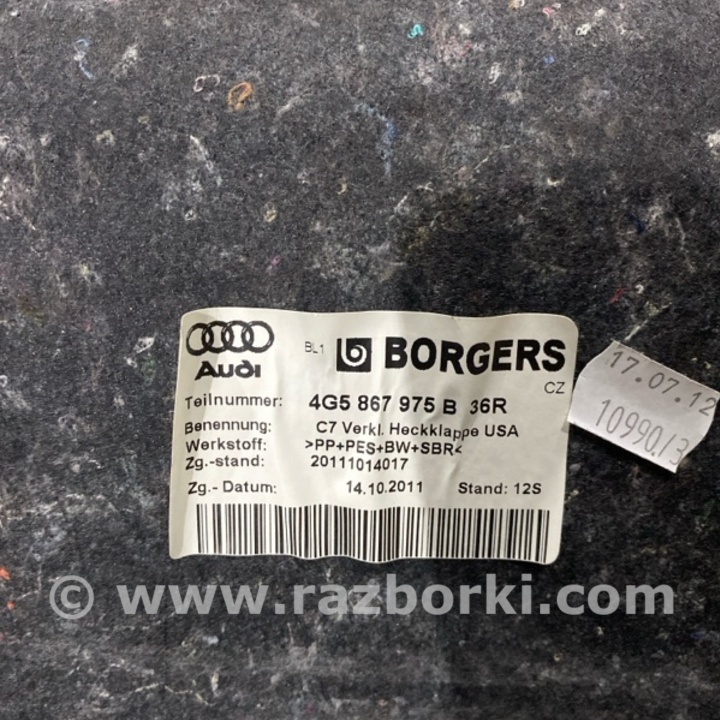 Audi
BL1 BORGERS
CZ
Teilnummer: 4G5 867 975 B 36R
Benennung: C7 Verkl. Heckklappe USA
Werkstoff: >PP+PES+BW+SBR<
Zg.-stand: 20111014017
Zg.- Datum: 14.10.2011 Stand: 12S
17.07.12
10990/3
© www.razborki.com